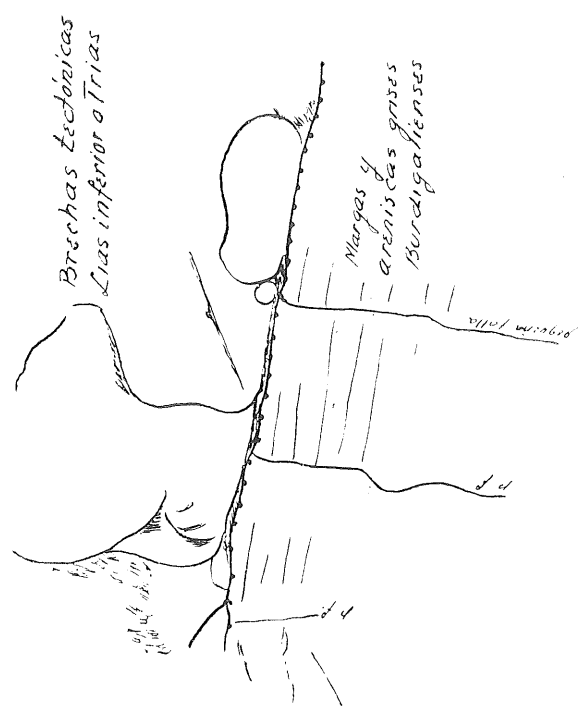 Brechas tectónicas
Lias inferior o Trias
Margas y
areniscas grises
Burdigalienses
pequeña falla
p. f.
p. f.